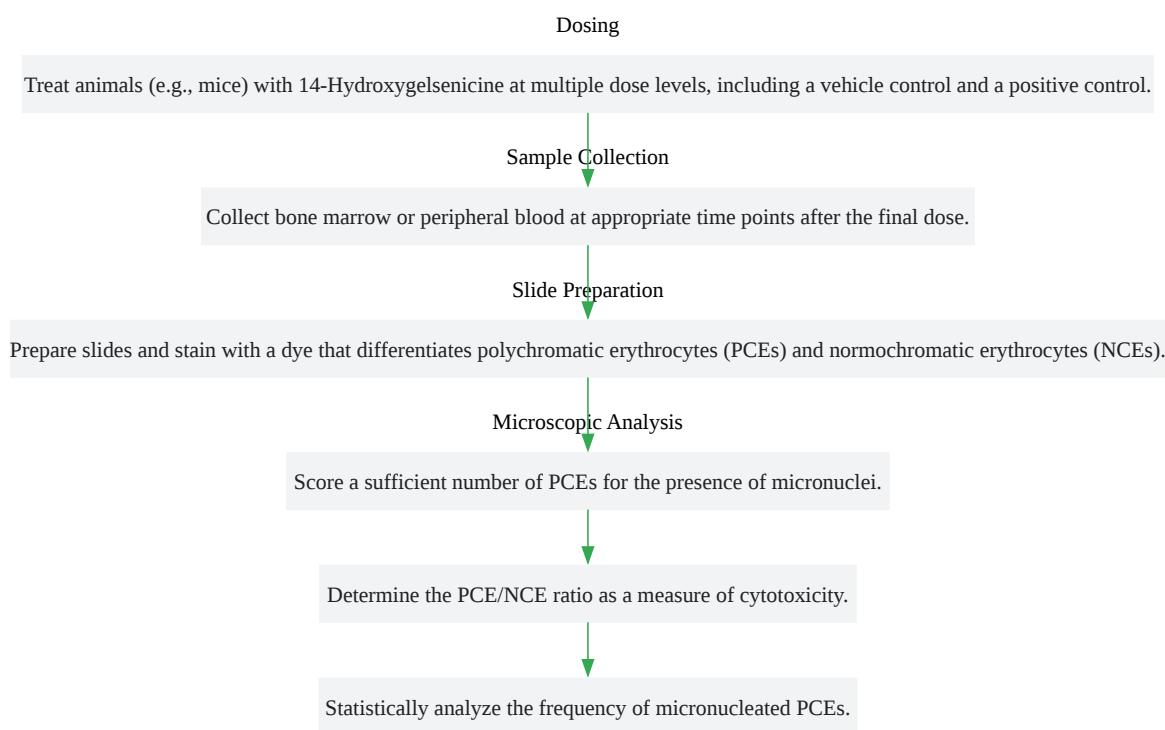 Dosing
Treat animals (e.g., mice) with 14-Hydroxygelsenicine at multiple dose levels, including a vehicle control and a positive control.
Sample Collection
Collect bone marrow or peripheral blood at appropriate time points after the final dose.
Slide Preparation
Prepare slides and stain with a dye that differentiates polychromatic erythrocytes (PCEs) and normochromatic erythrocytes (NCEs).
Microscopic Analysis
Score a sufficient number of PCEs for the presence of micronuclei.
Determine the PCE/NCE ratio as a measure of cytotoxicity.
Statistically analyze the frequency of micronucleated PCEs.